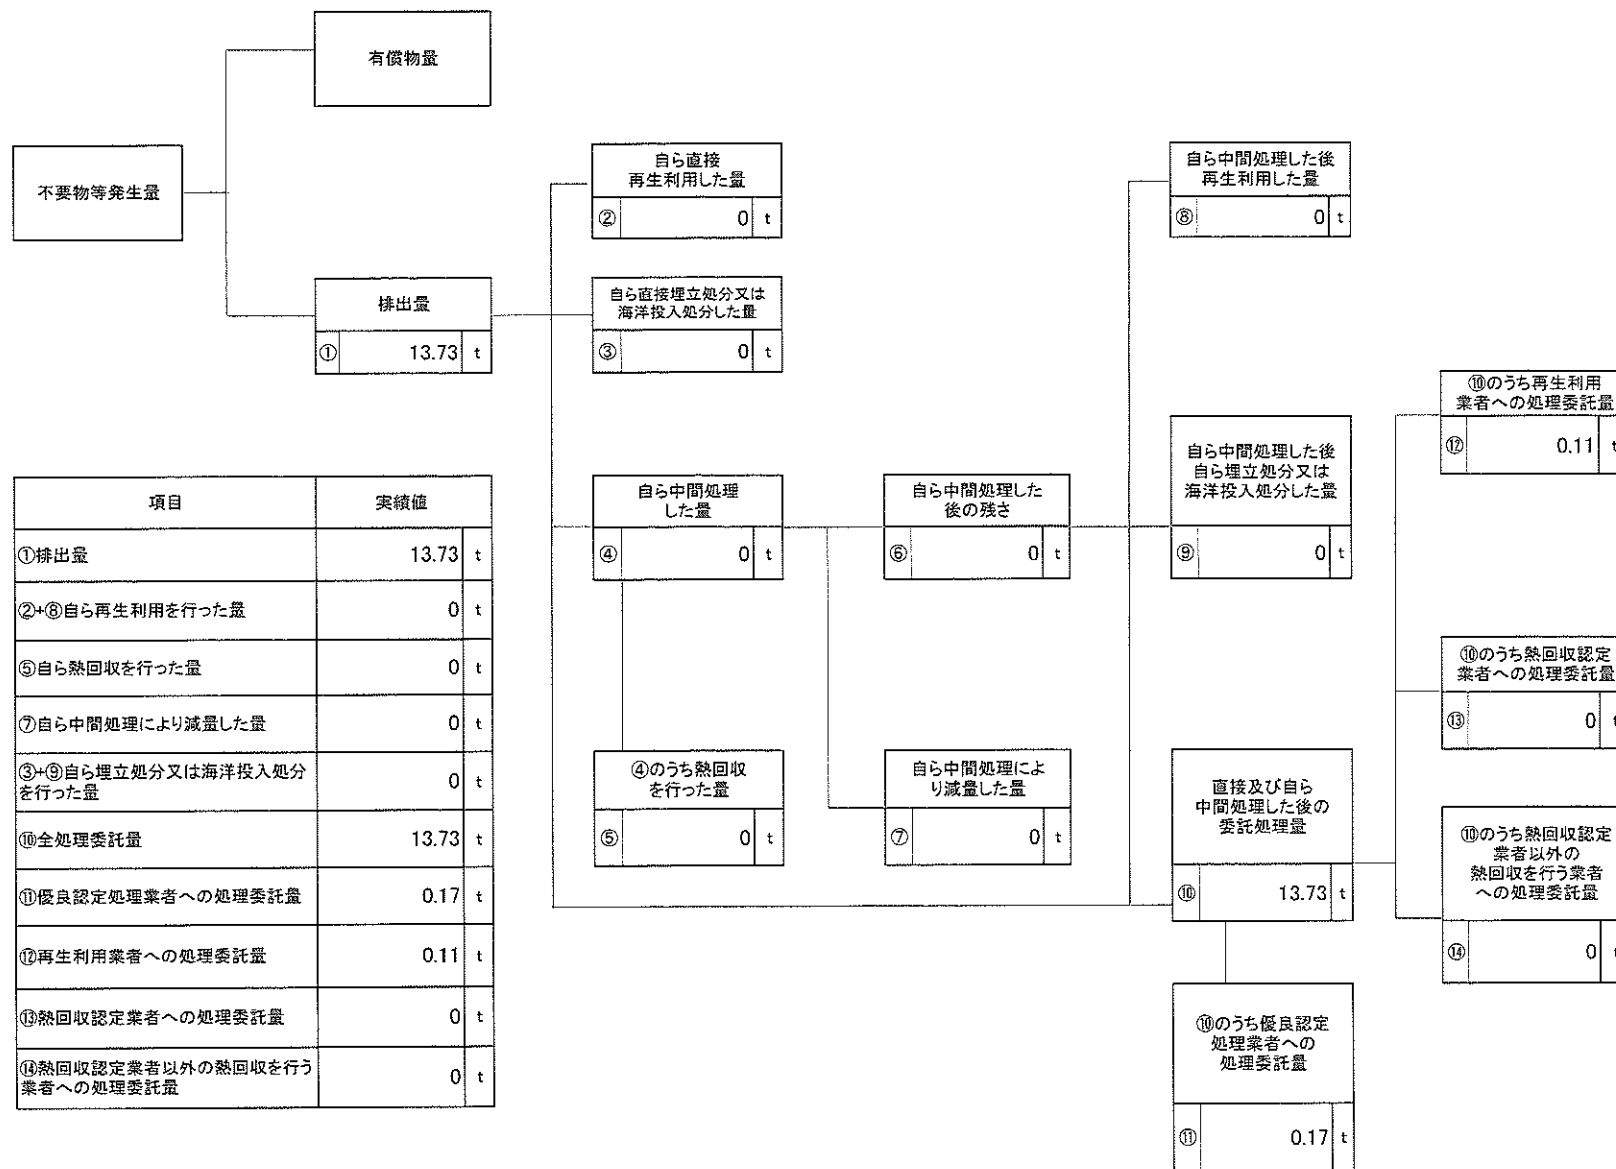 有償物量
不要物等発生量
排出量
① 13.73 t
自ら直接
再生利用した量
② 0 t
自ら直接埋立処分又は
海洋投入処分した量
③ 0 t
自ら中間処理
した量
④ 0 t
④のうち熱回収
を行った量
⑤ 0 t
自ら中間処理した
後の残さ
⑥ 0 t
自ら中間処理によ
り減量した量
⑦ 0 t
自ら中間処理した後
再生利用した量
⑧ 0 t
自ら中間処理した後
自ら埋立処分又は
海洋投入処分した量
⑨ 0 t
直接及び自ら
中間処理した後の
委託処理量
⑩ 13.73 t
⑩のうち優良認定
処理業者への
処理委託量
⑪ 0.17 t
⑩のうち再生利用
業者への処理委託量
⑫ 0.11 t
⑩のうち熱回収認定
業者への処理委託量
⑬ 0 t
⑩のうち熱回収認定
業者以外の
熱回収を行う業者
への処理委託量
⑭ 0 t
項目 実績値
①排出量 13.73 t
②+⑧自ら再生利用を行った量 0 t
⑤自ら熱回収を行った量 0 t
⑦自ら中間処理により減量した量 0 t
③+⑨自ら埋立処分又は海洋投入処分
を行った量 0 t
⑩全処理委託量 13.73 t
⑪優良認定処理業者への処理委託量 0.17 t
⑫再生利用業者への処理委託量 0.11 t
⑬熱回収認定業者への処理委託量 0 t
⑭熱回収認定業者以外の熱回収を行う
業者への処理委託量 0 t